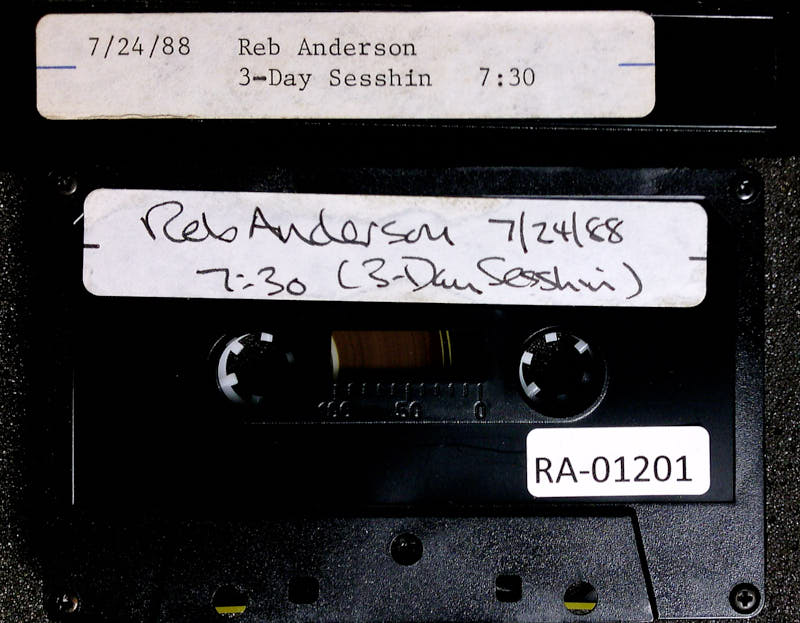 7/24/88 Reb Anderson
3-Day Sesshin 7:30
Reb Anderson 7/24/88
7:30 (3-Day Sesshin)
100 50 0
RA-01201